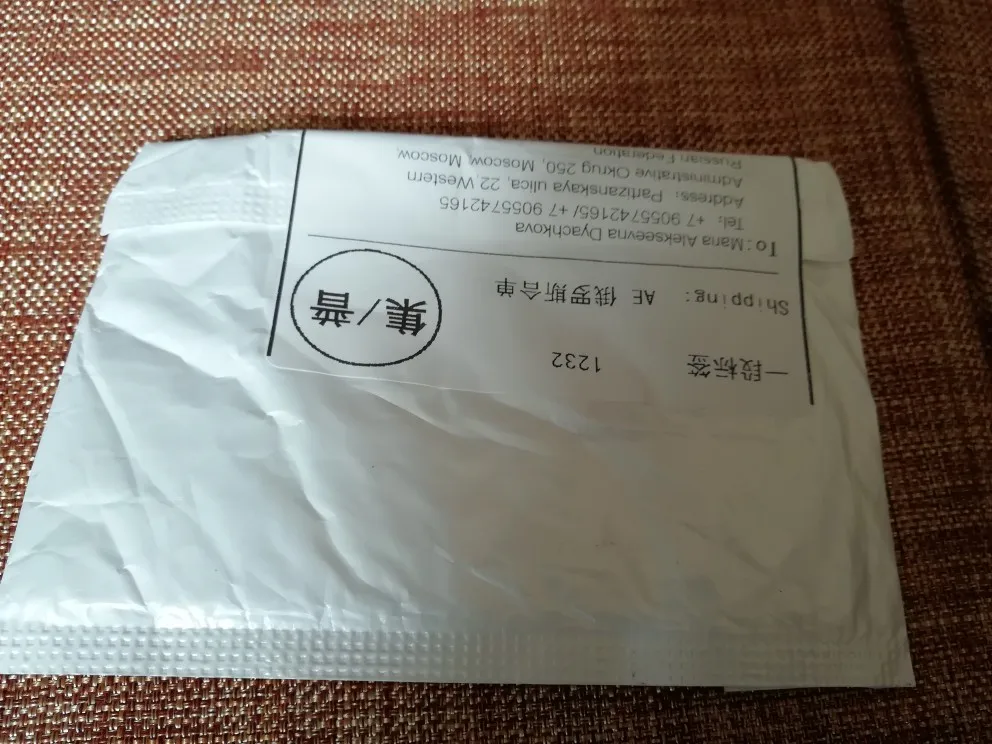 一段标签 1232
Shipping: AE 俄罗斯合单
集/普
To:Maria Alekseevna Dyachkova
Tel: +7 9055742165/ +7 9055742165
Address: Partizanskaya ulica, 22,Western
Administrative Okrug 250, Moscow, Moscow,
Russian Federation